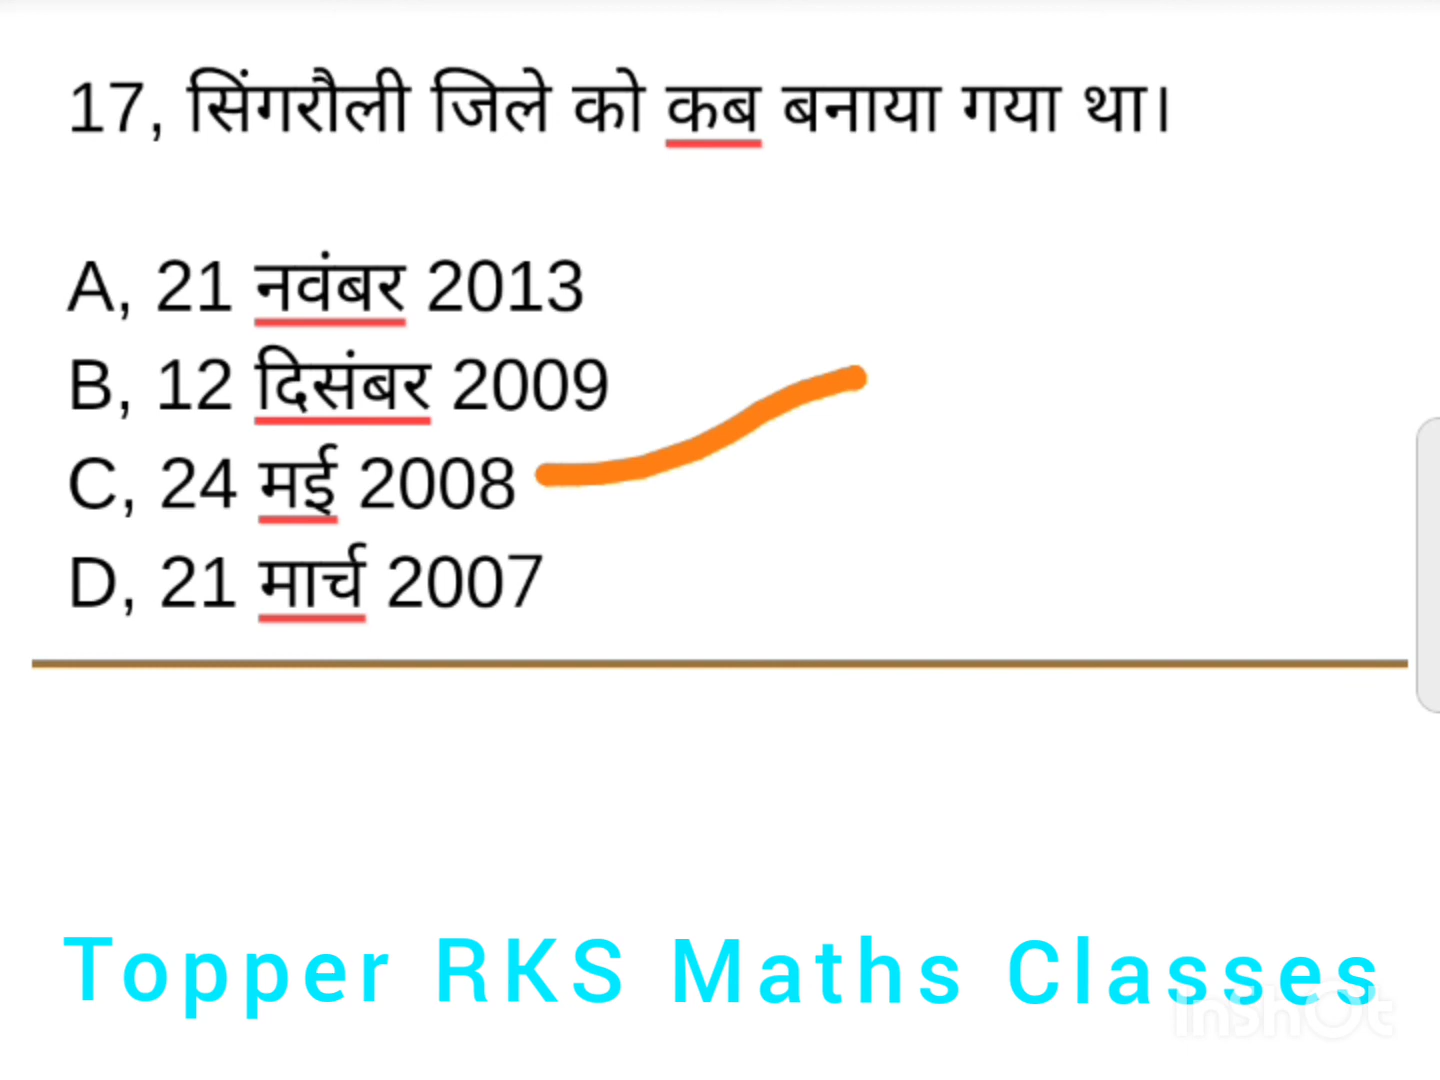 17, सिंगरौली जिले को कब बनाया गया था।
A, 21 नवंबर 2013
B, 12 दिसंबर 2009
C, 24 मई 2008
D, 21 मार्च 2007
Topper RKS Maths Classes
InShOt